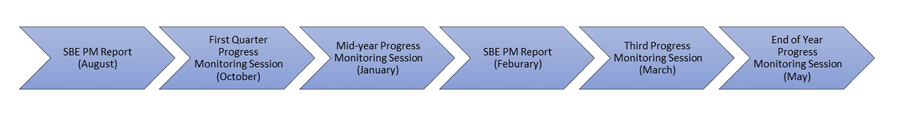 SBE PM Report
(August)
First Quarter
Progress
Monitoring Session
(October)
Mid-year Progress
Monitoring Session
(January)
SBE PM Report
(Feburary)
Third Progress
Monitoring Session
(March)
End of Year
Progress
Monitoring Session
(May)